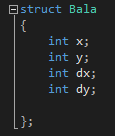 struct Bala
{
    int x;
    int y;
    int dx;
    int dy;

};